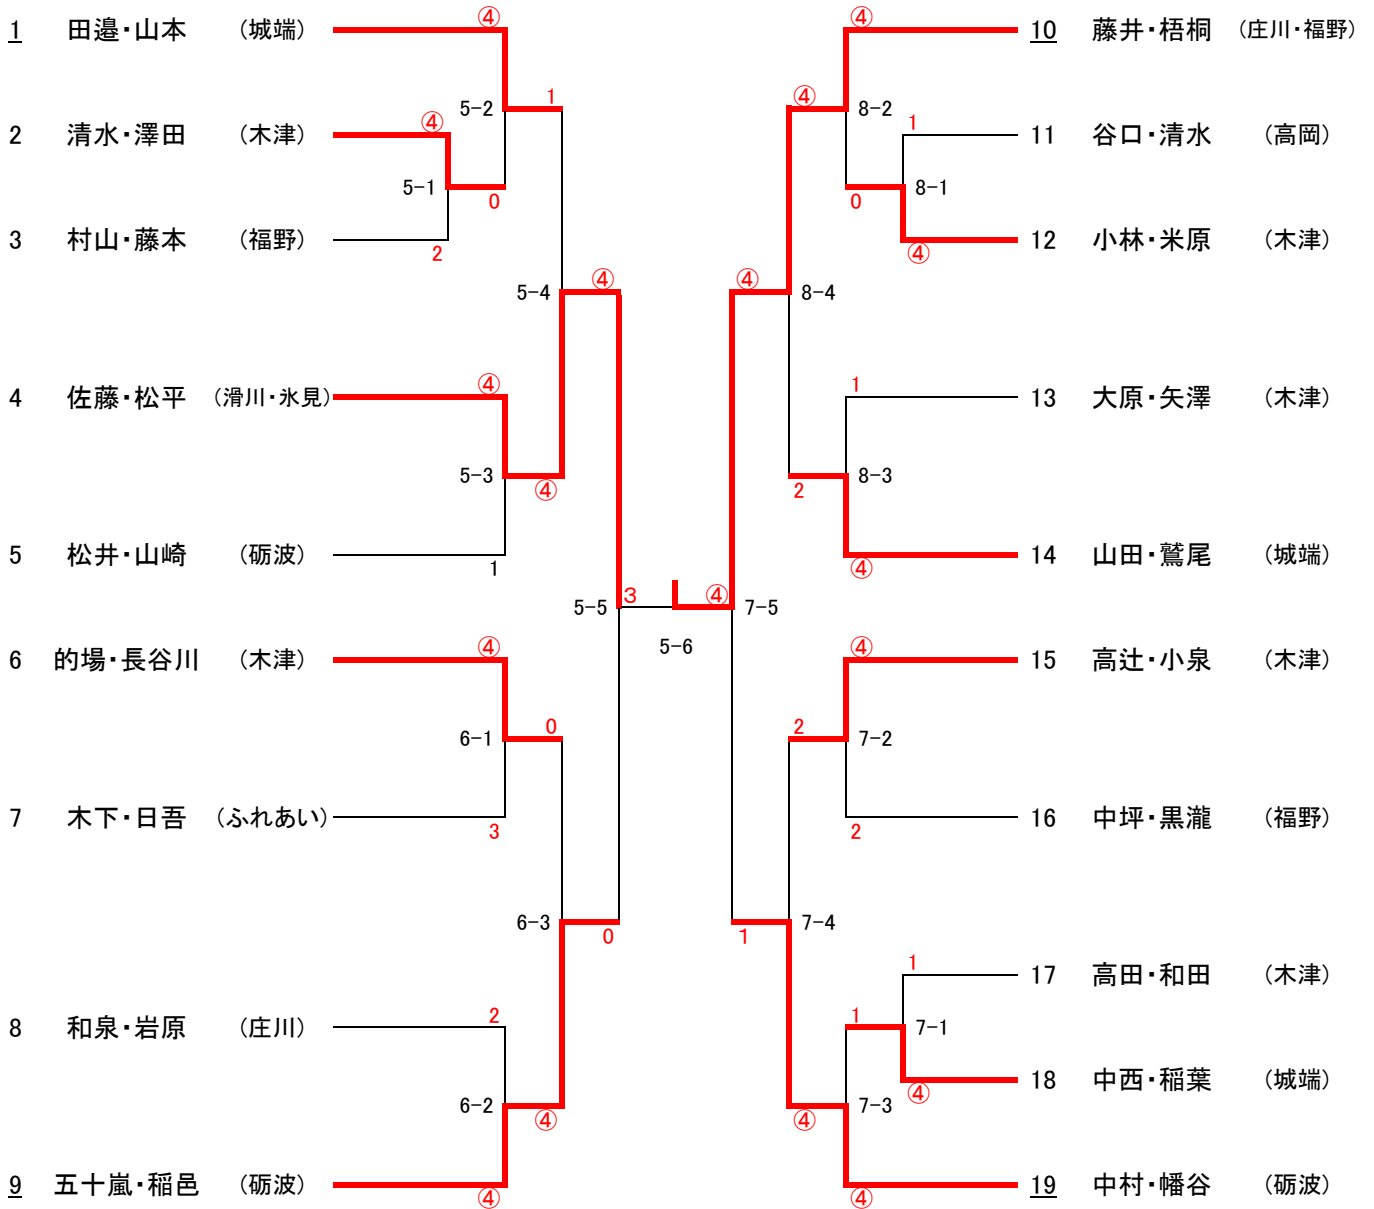 ④ ④
1 田邉・山本 (城端) 10 藤井・梧桐 (庄川・福野)
1 ④
5-2 8-2
④ 1
2 清水・澤田 (木津) 11 谷口・清水 (高岡)
5-1 8-1
0 0
3 村山・藤本 (福野) 12 小林・米原 (木津)
2 ④
④ ④
5-4 8-4
④ 1
4 佐藤・松平 (滑川・氷見) 13 大原・矢澤 (木津)
5-3 8-3
④ 2
5 松井・山崎 (砺波) 14 山田・鷲尾 (城端)
1 ④
3 ④
5-5 7-5
5-6
④ ④
6 的場・長谷川 (木津) 15 高辻・小泉 (木津)
0 2
6-1 7-2
7 木下・日吾 (ふれあい) 16 中坪・黒瀧 (福野)
3 2
6-3 7-4
0 1
1
17 高田・和田 (木津)
2 1
8 和泉・岩原 (庄川) 7-1
18 中西・稲葉 (城端)
④
6-2 7-3
④ ④
9 五十嵐・稲邑 (砺波) 19 中村・幡谷 (砺波)
④ ④